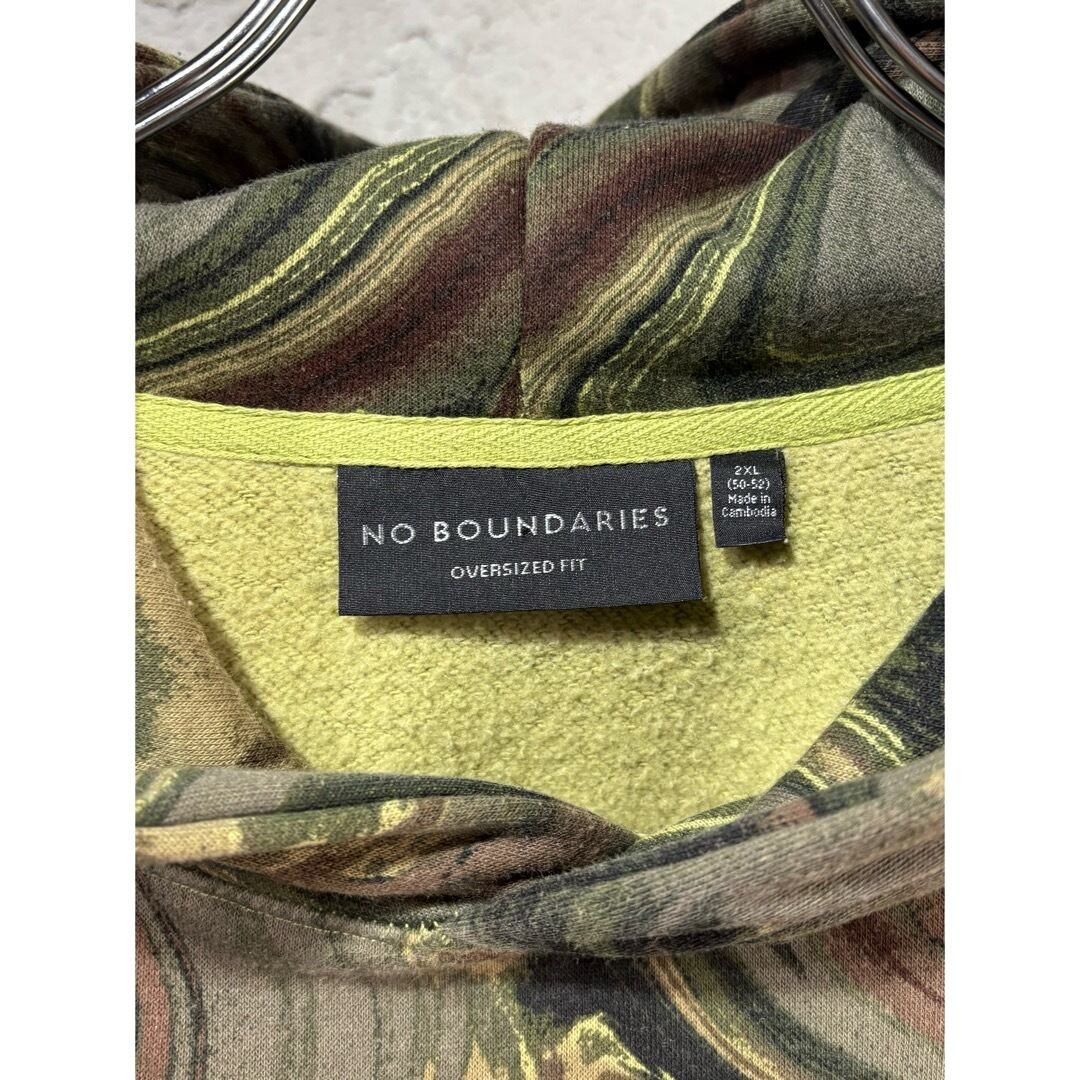 NO BOUNDARIES
OVERSIZED FIT
2XL
(50-52)
Made in
Cambodia